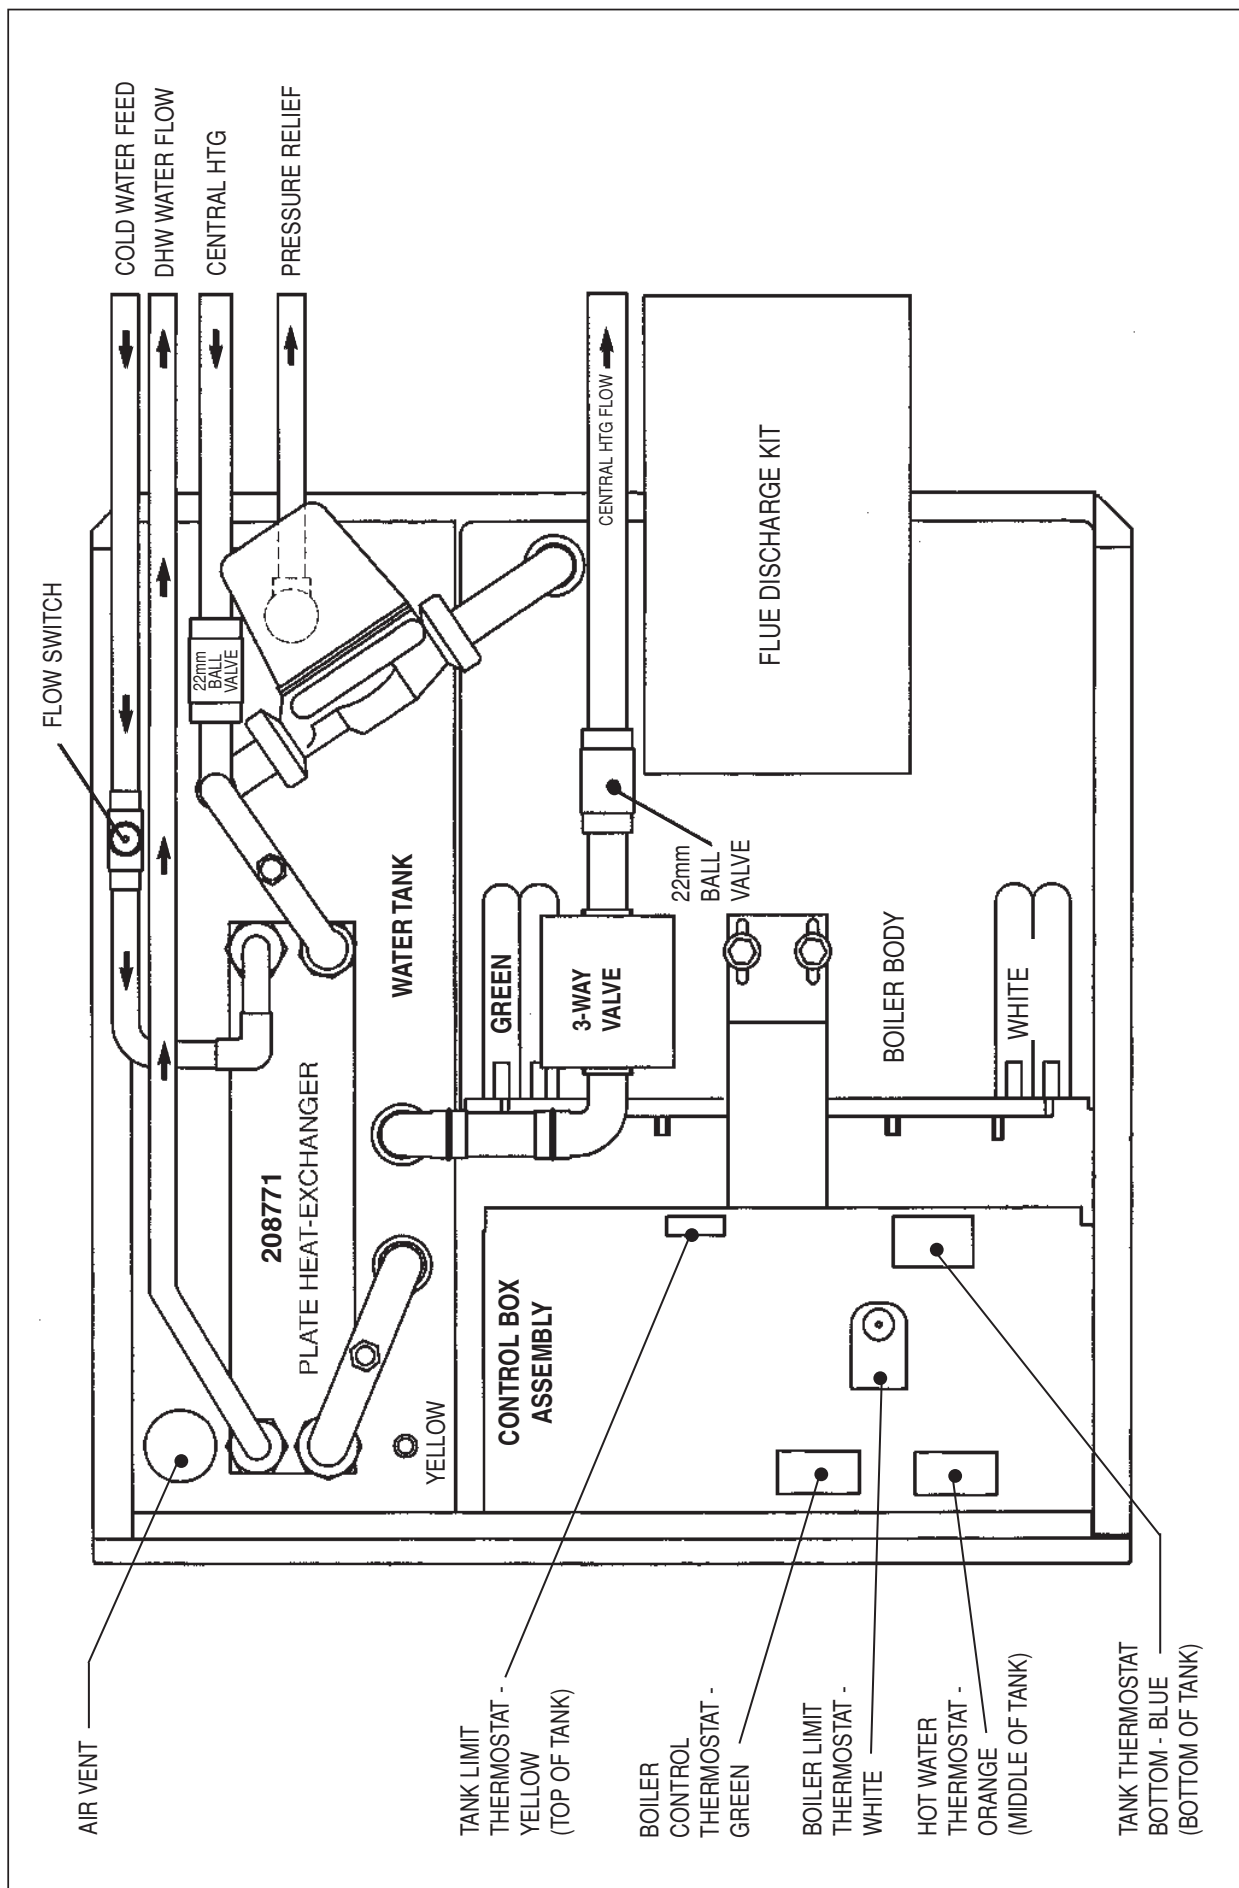 COLD WATER FEED
DHW WATER FLOW
CENTRAL HTG
PRESSURE RELIEF
FLOW SWITCH
22mm
BALL
VALVE
CENTRAL HTG FLOW
FLUE DISCHARGE KIT
22mm
BALL
VALVE
WATER TANK
GREEN
3-WAY
VALVE
BOILER BODY
WHITE
208771
PLATE HEAT-EXCHANGER
CONTROL BOX
ASSEMBLY
YELLOW
AIR VENT
TANK LIMIT
THERMOSTAT -
YELLOW
(TOP OF TANK)
BOILER
CONTROL
THERMOSTAT -
GREEN
BOILER LIMIT
THERMOSTAT -
WHITE
HOT WATER
THERMOSTAT -
ORANGE
(MIDDLE OF TANK)
TANK THERMOSTAT
BOTTOM - BLUE
(BOTTOM OF TANK)